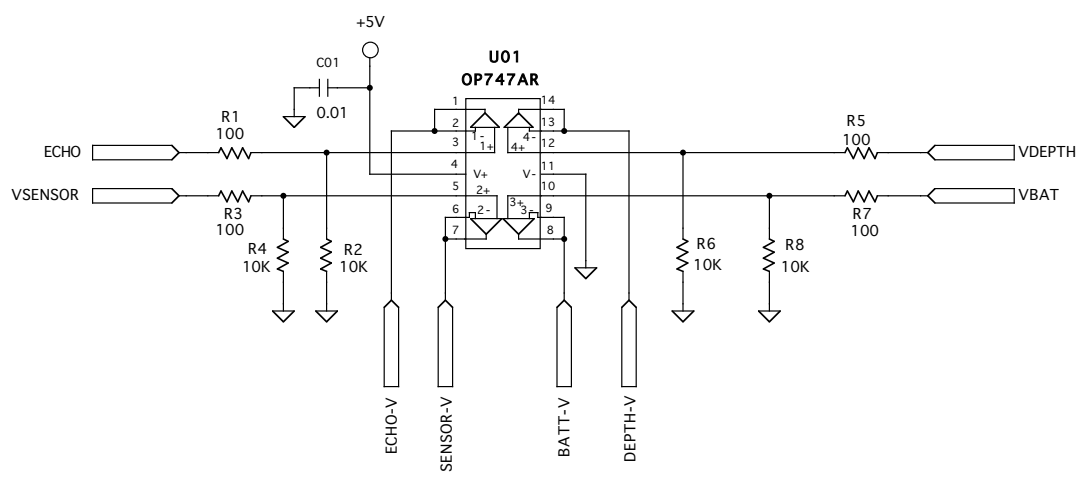 +5V
U01
OP747AR
C01
0.01
1
2
3
4
5
6
7
14
13
12
11
10
9
8
1-
1+
4-
4+
V+
V-
2+
2-
3+
3-
R1
100
ECHO
VSENSOR
R3
100
R4
10K
R2
10K
R5
100
VDEPTH
VBAT
R7
100
R6
10K
R8
10K
ECHO-V
SENSOR-V
BATT-V
DEPTH-V